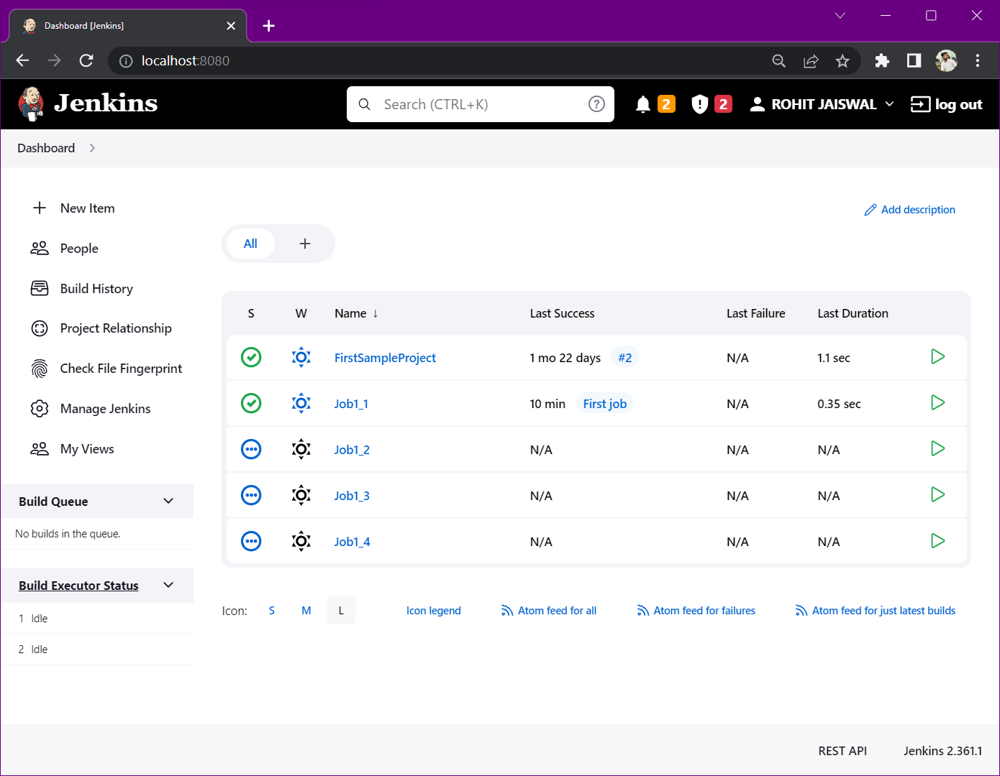 Dashboard [Jenkins]
localhost:8080
Jenkins
Search (CTRL+K)
2
2
ROHIT JAISWAL
log out
Dashboard
New Item
People
Build History
Project Relationship
Check File Fingerprint
Manage Jenkins
My Views
Build Queue
No builds in the queue.
Build Executor Status
1 Idle
2 Idle
Add description
All +
S W Name ↓ Last Success Last Failure Last Duration
FirstSampleProject 1 mo 22 days #2 N/A 1.1 sec
Job1_1 10 min First job N/A 0.35 sec
Job1_2 N/A N/A N/A
Job1_3 N/A N/A N/A
Job1_4 N/A N/A N/A
Icon: S M L Icon legend Atom feed for all Atom feed for failures Atom feed for just latest builds
REST API Jenkins 2.361.1